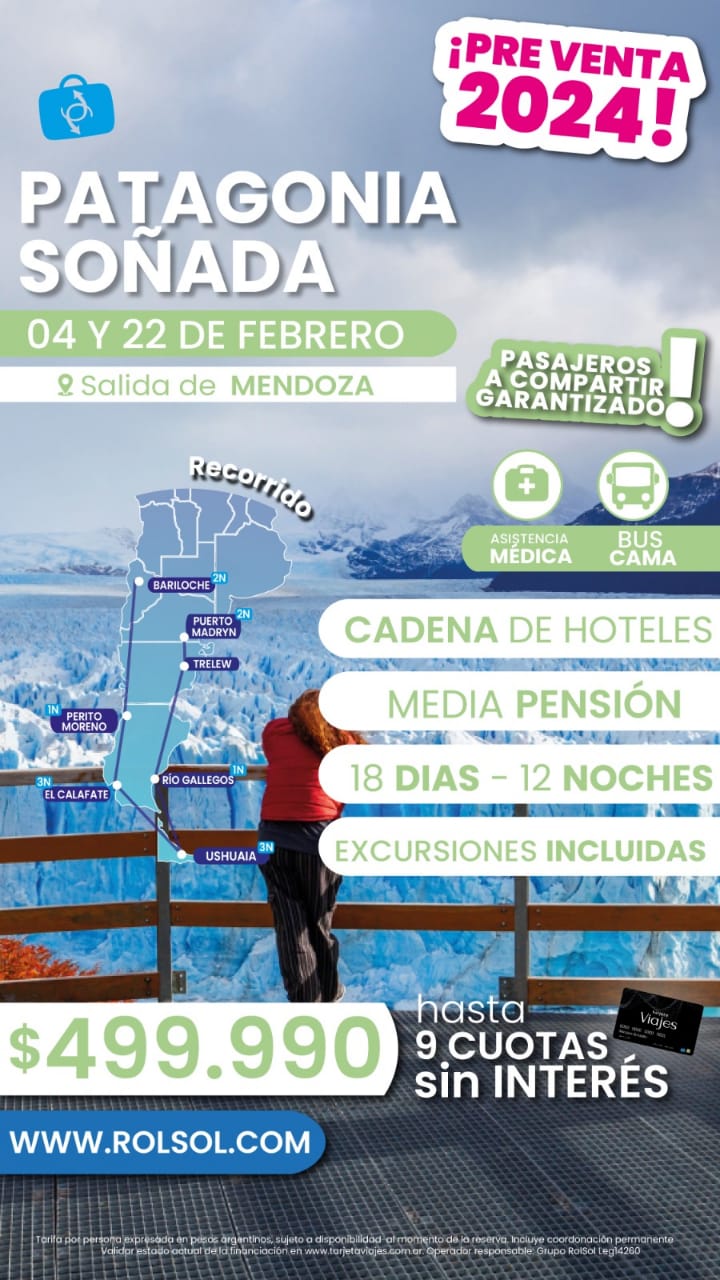 ¡PRE VENTA
2024!
PATAGONIA
SOÑADA
04 Y 22 DE FEBRERO
Salida de MENDOZA
PASAJEROS
A COMPARTIR
GARANTIZADO!
Recorrido
ASISTENCIA
MÉDICA
BUS
CAMA
BARILOCHE 2N
PUERTO
MADRYN 2N
TRELEW
1N PERITO
MORENO
RÍO GALLEGOS 1N
3N EL CALAFATE
USHUAIA 3N
CADENA DE HOTELES
MEDIA PENSIÓN
18 DIAS - 12 NOCHES
EXCURSIONES INCLUIDAS
$499.990
hasta
9 CUOTAS
sin INTERÉS
Viajes
WWW.ROLSOL.COM
Tarifa por persona expresada en pesos argentinos, sujeto a disponibilidad al momento de la reserva. Incluye coordonación permanente
Validar estado actual de la financiación en www.tarjetaviajes.com.ar. Operador responsable: Grupo RolSol Leg14260